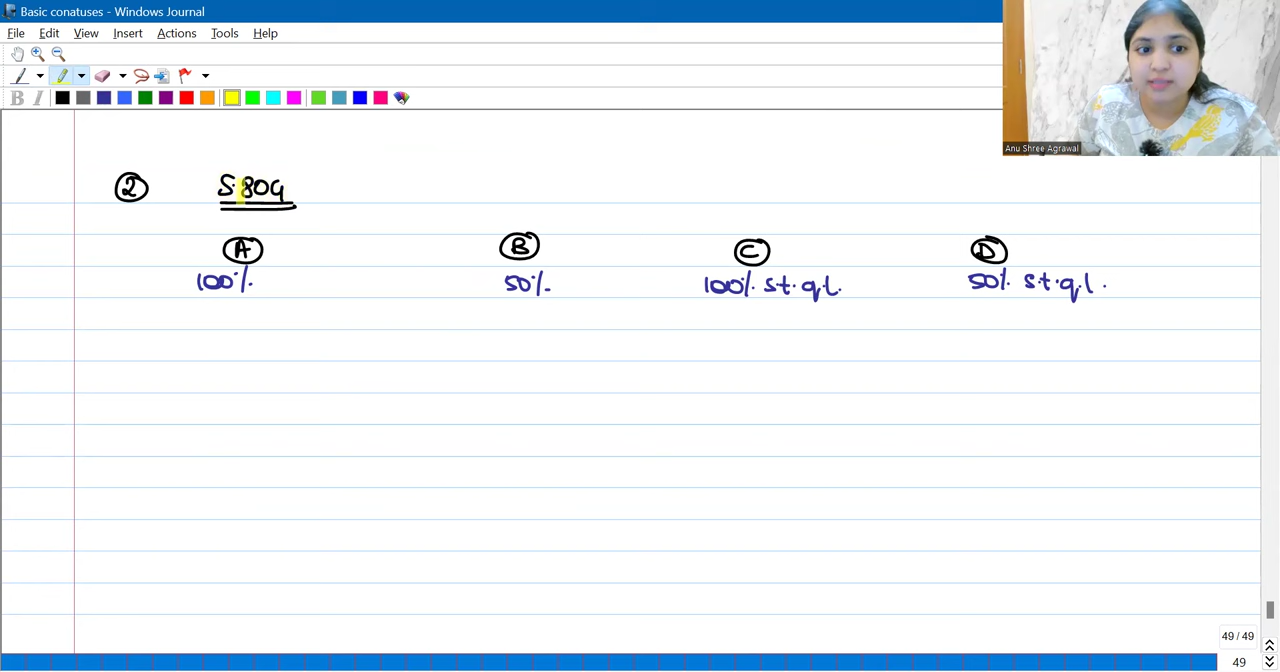 Basic conatuses - Windows Journal
File Edit View Insert Actions Tools Help
B I
Anu Shree Agrawal
2 S.80G
A B C D
100% 50% 100% s.t. q.l. 50% s.t. q.l.
49 / 49
49